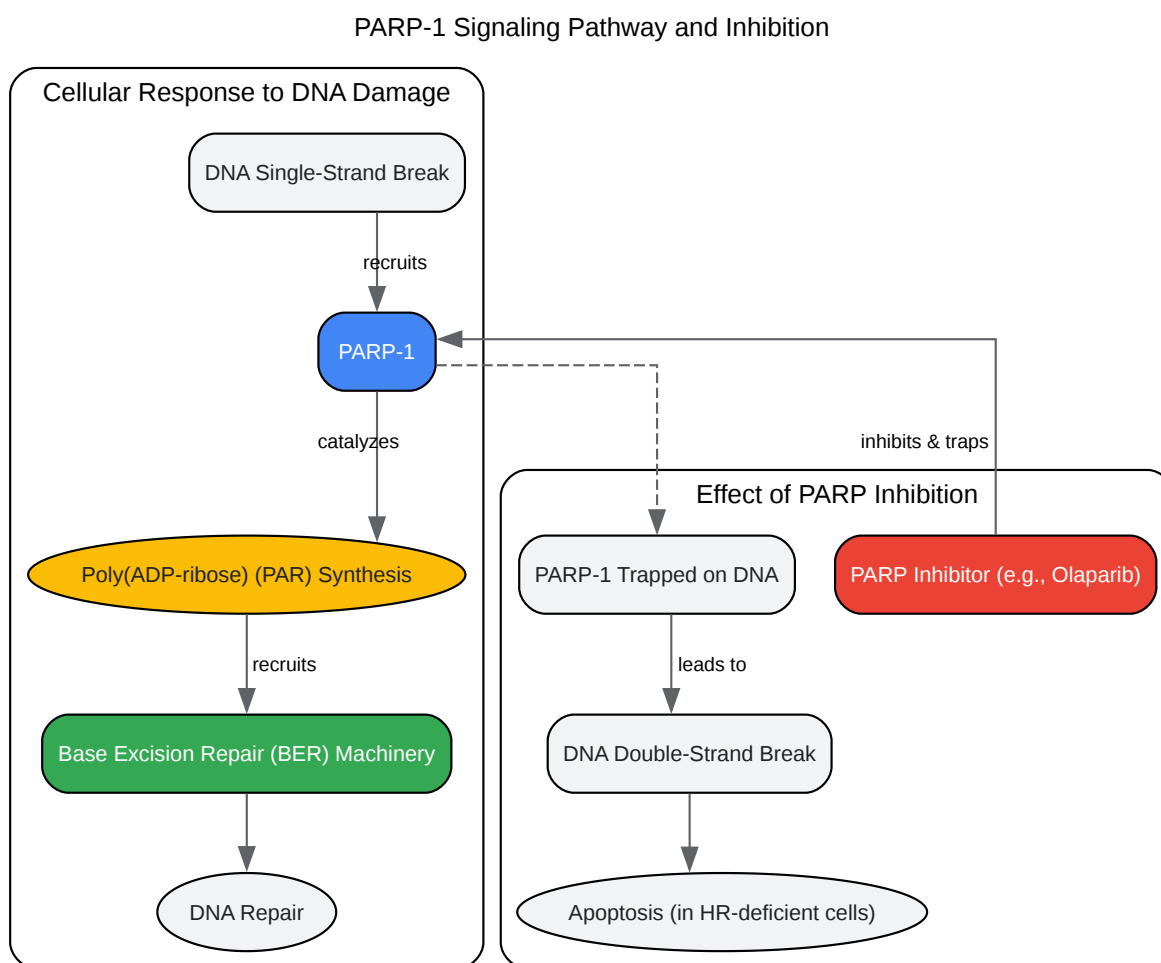 PARP-1 Signaling Pathway and Inhibition
Cellular Response to DNA Damage
DNA Single-Strand Break
recruits
PARP-1
catalyzes
Poly(ADP-ribose) (PAR) Synthesis
recruits
Base Excision Repair (BER) Machinery
DNA Repair
inhibits & traps
Effect of PARP Inhibition
PARP-1 Trapped on DNA
PARP Inhibitor (e.g., Olaparib)
leads to
DNA Double-Strand Break
Apoptosis (in HR-deficient cells)